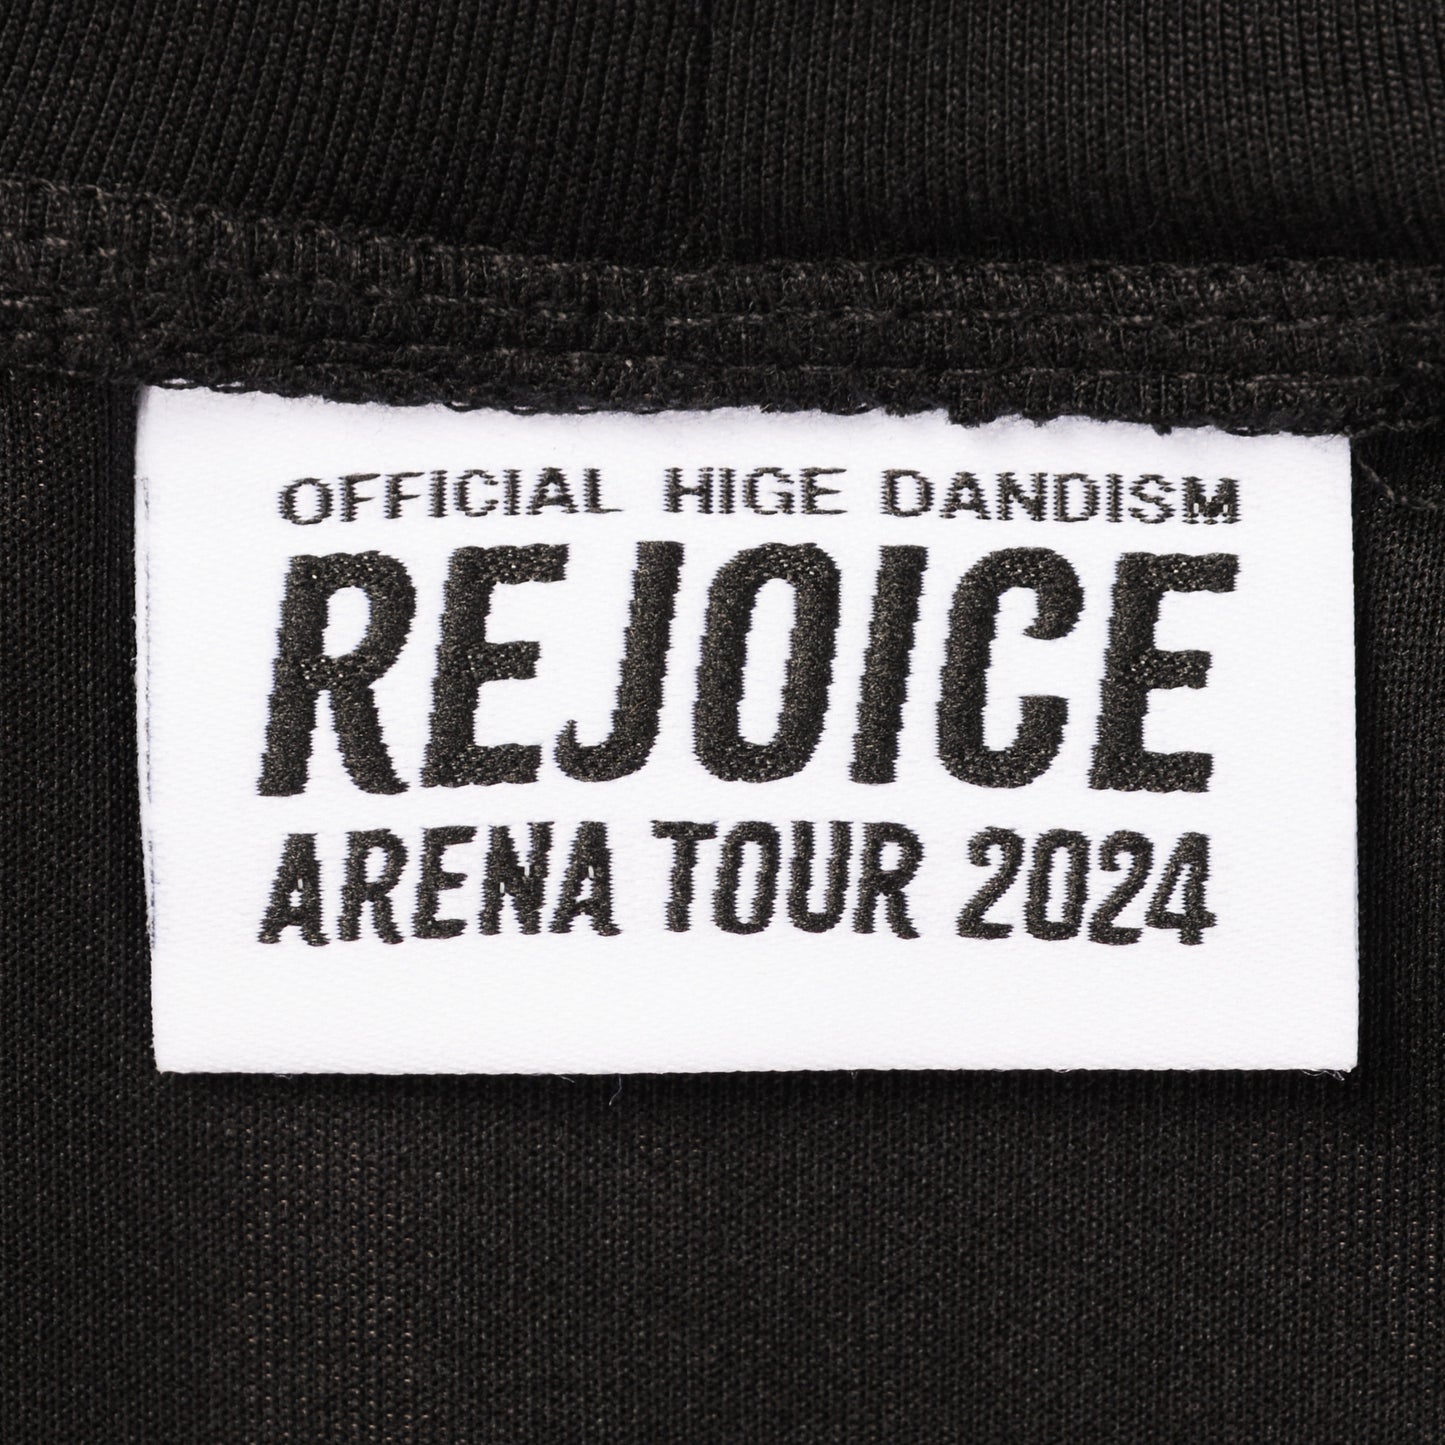 OFFICIAL HIGE DANDISM
REJOICE
ARENA TOUR 2024